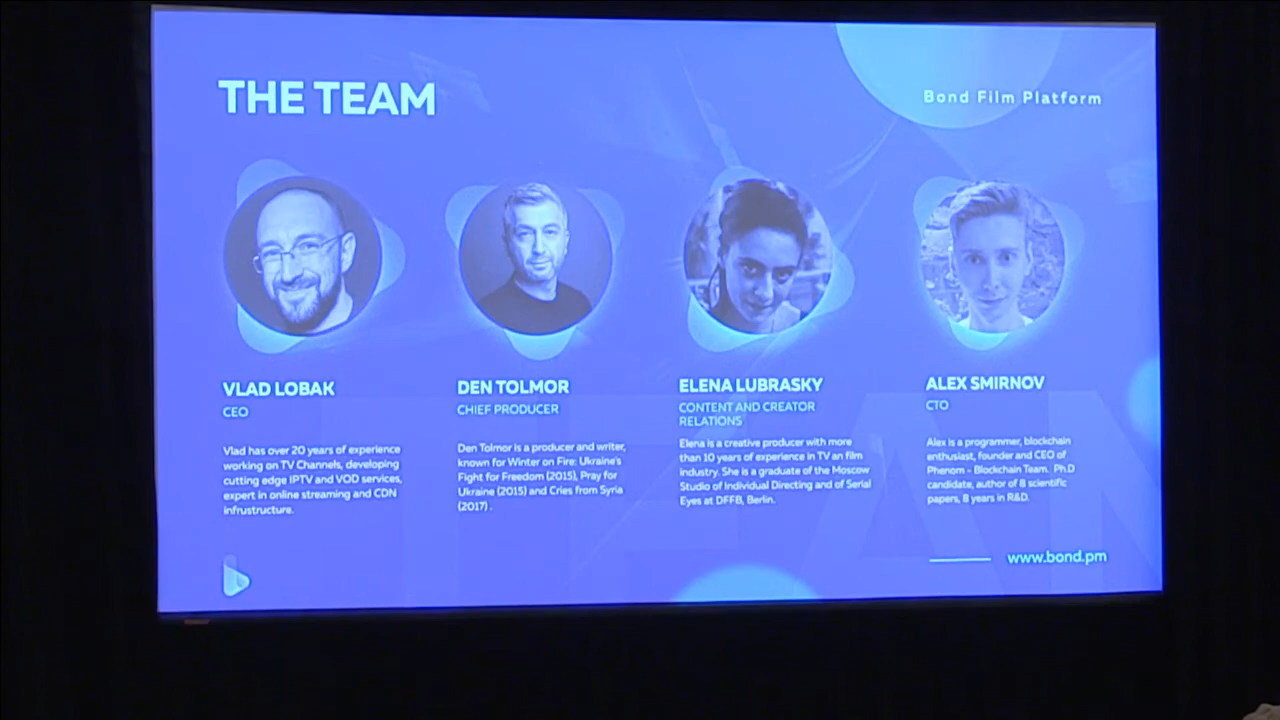 THE TEAM
Bond Film Platform
VLAD LOBAK
CEO
Vlad has over 20 years of experience
working on TV Channels, developing
cutting edge IPTV and VOD services,
expert in online streaming and CDN
infrustructure.
DEN TOLMOR
CHIEF PRODUCER
Den Tolmor is a producer and writer,
known for Winter on Fire: Ukraine's
Fight for Freedom (2015), Pray for
Ukraine (2015) and Cries from Syria
(2017) .
ELENA LUBRASKY
CONTENT AND CREATOR
RELATIONS
Elena is a creative producer with more
than 10 years of experience in TV an film
industry. She is a graduate of the Moscow
Studio of Individual Directing and of Serial
Eyes at DFFB, Berlin.
ALEX SMIRNOV
CTO
Alex is a programmer, blockchain
enthusiast, founder and CEO of
Phenom - Blockchain Team. Ph.D
candidate, author of 8 scientific
papers, 8 years in R&D.
www.bond.pm